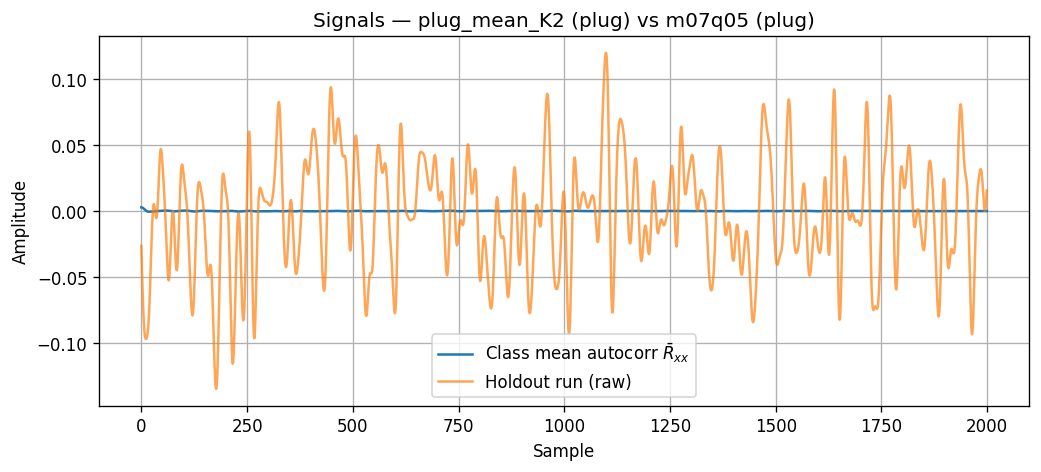 Signals — plug_mean_K2 (plug) vs m07q05 (plug)
Amplitude
0.10
0.05
0.00
−0.05
−0.10
Class mean autocorr R̄ₓₓ
Holdout run (raw)
0 250 500 750 1000 1250 1500 1750 2000
Sample